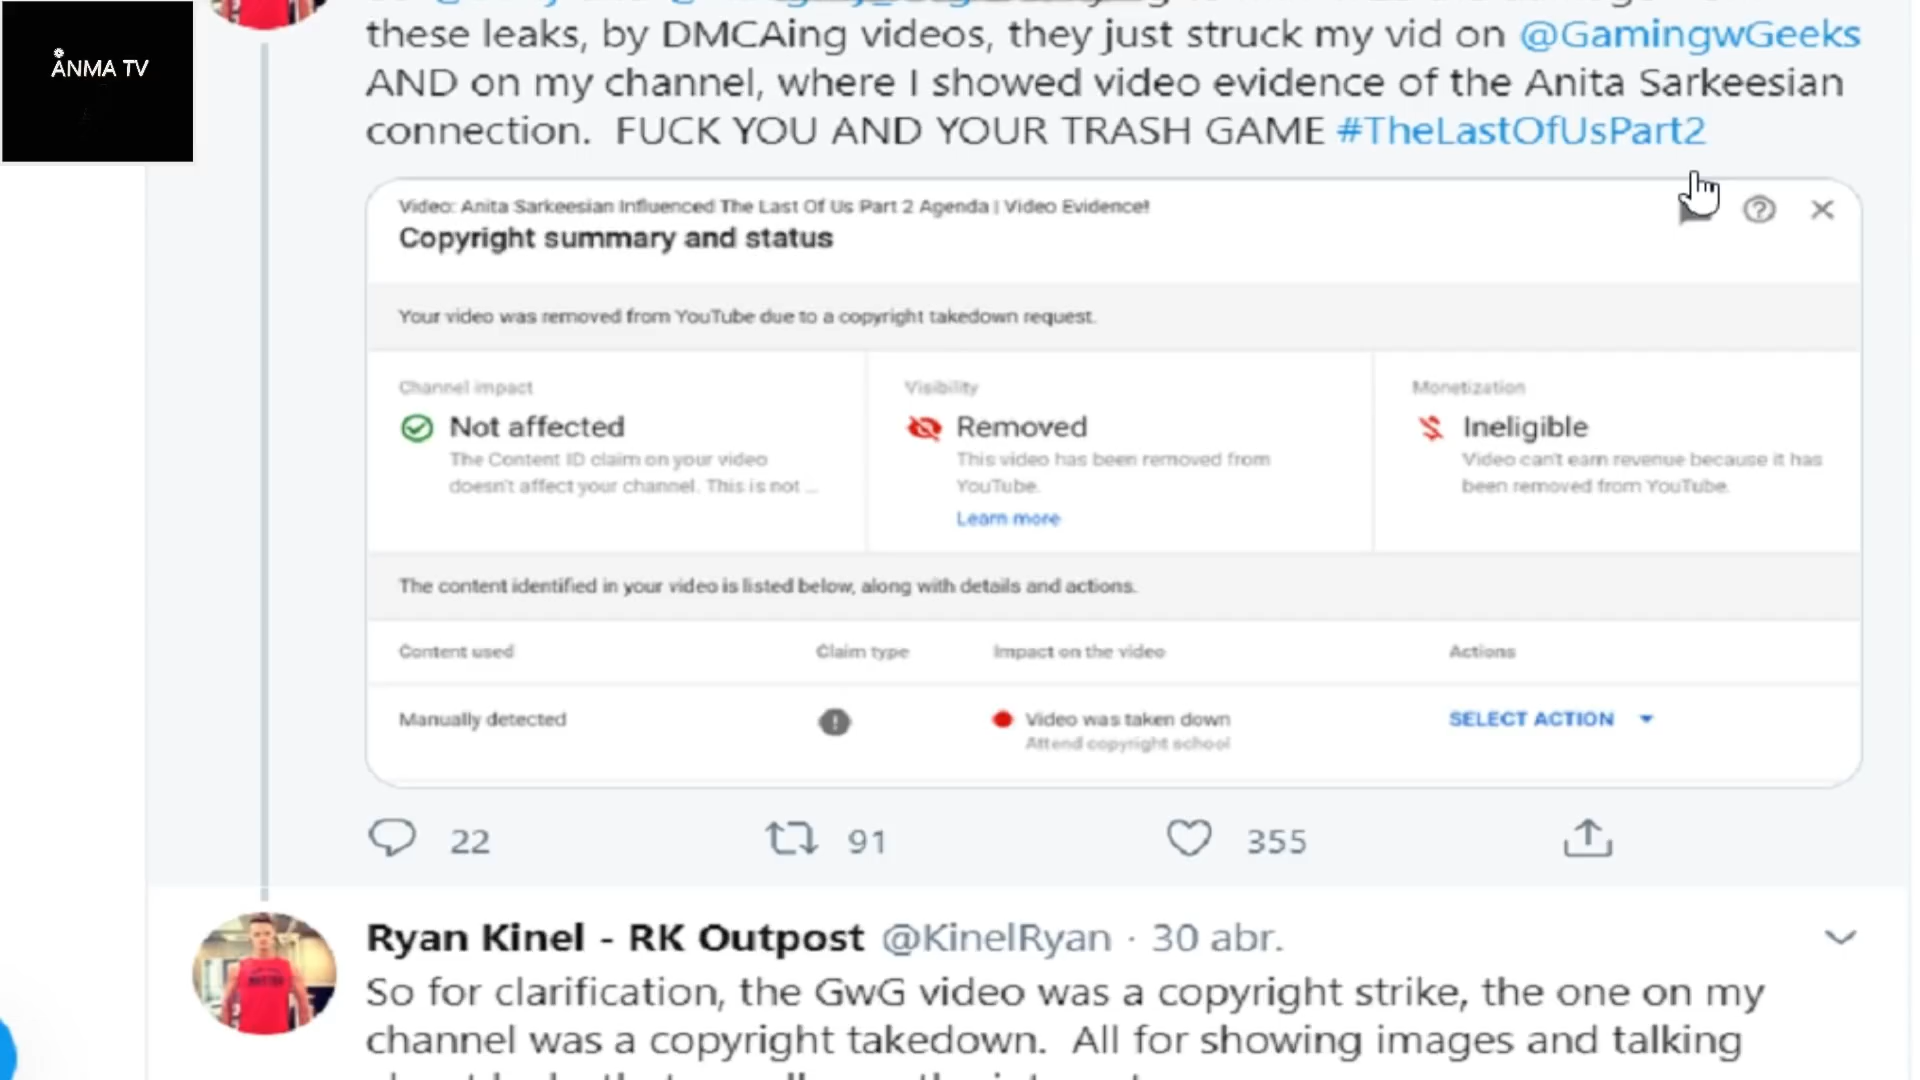 ÅNMA TV
these leaks, by DMCAing videos, they just struck my vid on @GamingwGeeks
AND on my channel, where I showed video evidence of the Anita Sarkeesian
connection. FUCK YOU AND YOUR TRASH GAME #TheLastOfUsPart2
Video: Anita Sarkeesian Influenced The Last Of Us Part 2 Agenda | Video Evidence!
Copyright summary and status
Your video was removed from YouTube due to a copyright takedown request.
Channel impact
Not affected
The Content ID claim on your video
doesn't affect your channel. This is not ...
Visibility
Removed
This video has been removed from
YouTube.
Learn more
Monetization
Ineligible
Video can't earn revenue because it has
been removed from YouTube.
The content identified in your video is listed below, along with details and actions.
Content used Claim type Impact on the video Actions
Manually detected Video was taken down SELECT ACTION
Attend copyright school
22 91 355
Ryan Kinel - RK Outpost @KinelRyan · 30 abr.
So for clarification, the GwG video was a copyright strike, the one on my
channel was a copyright takedown. All for showing images and talking